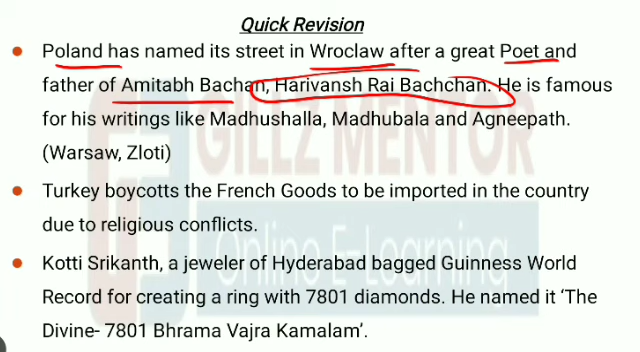 Quick Revision
Poland has named its street in Wroclaw after a great Poet and
father of Amitabh Bachan, Harivansh Rai Bachchan. He is famous
for his writings like Madhushalla, Madhubala and Agneepath.
(Warsaw, Zloti)
Turkey boycotts the French Goods to be imported in the country
due to religious conflicts.
Kotti Srikanth, a jeweler of Hyderabad bagged Guinness World
Record for creating a ring with 7801 diamonds. He named it ‘The
Divine- 7801 Bhrama Vajra Kamalam’.
GILLZ MENTOR
Online E-Learning